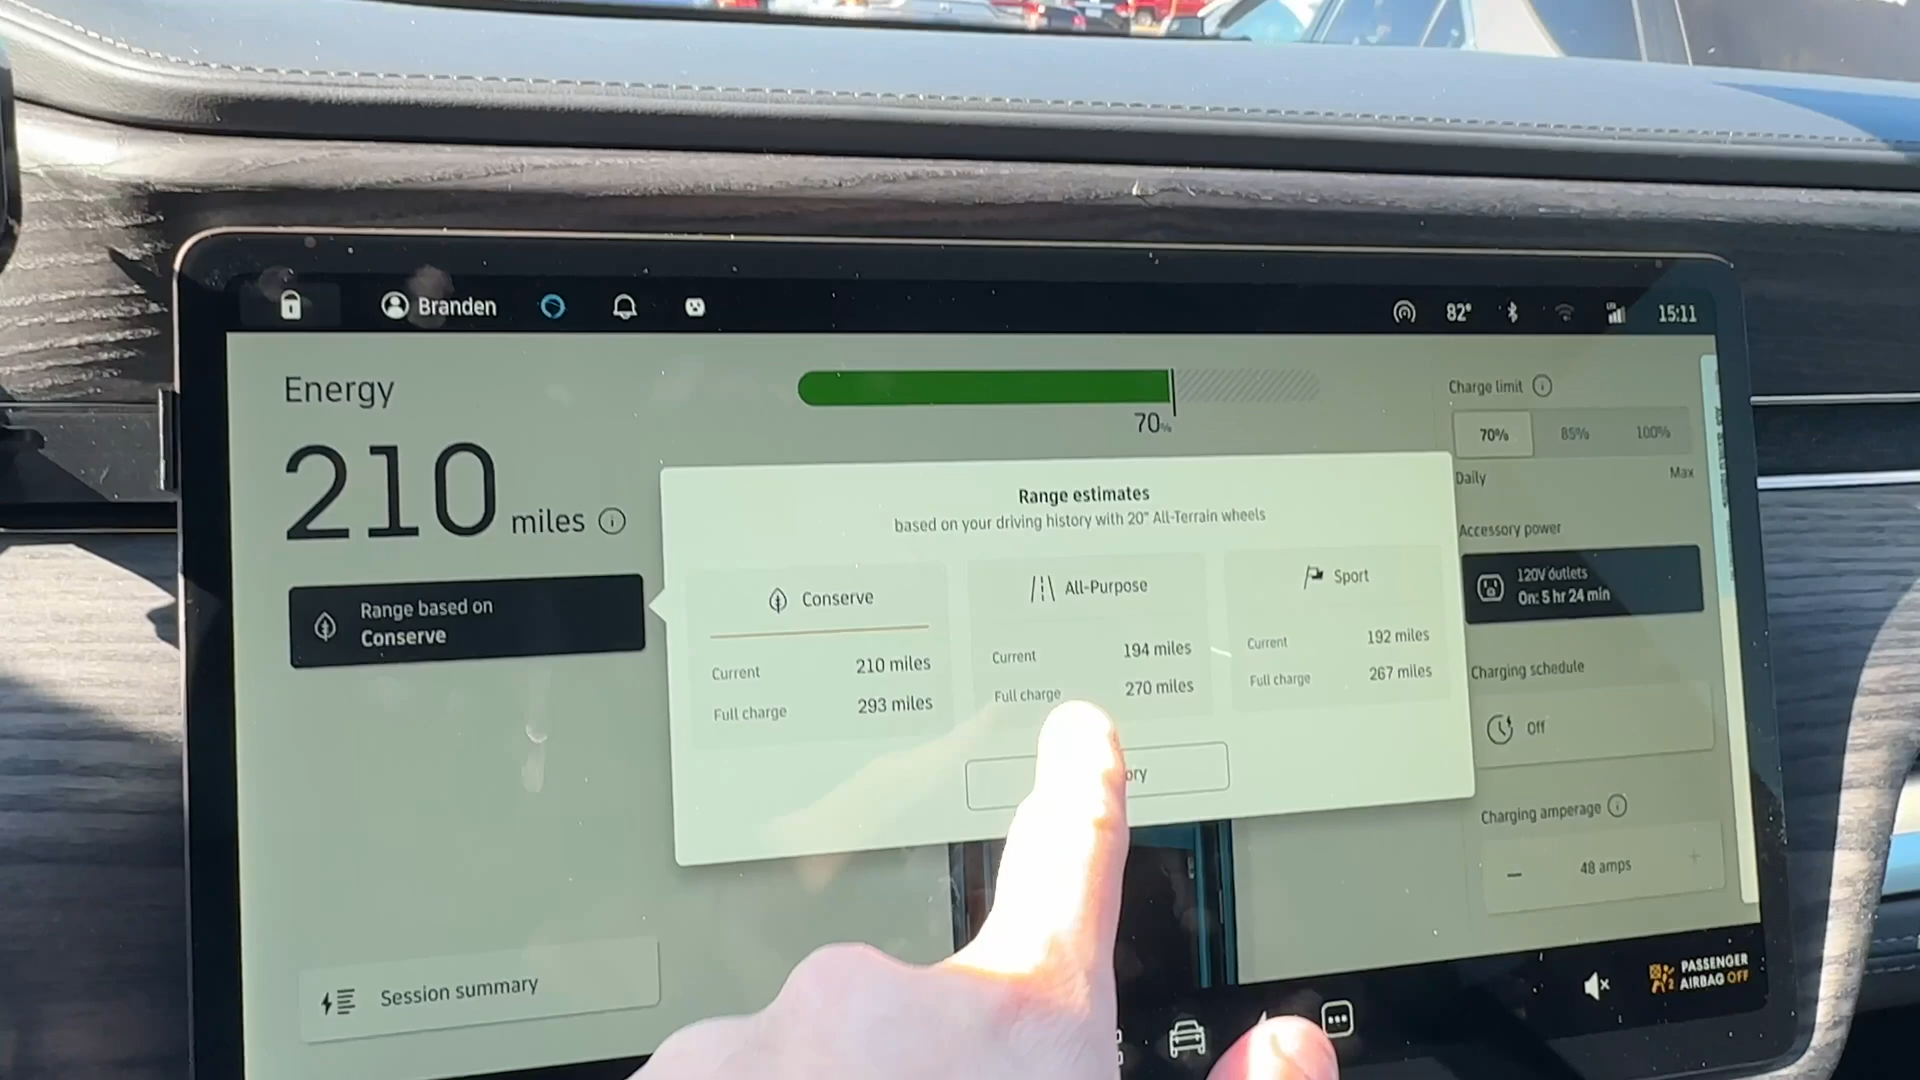 Branden
82°
LTE
15:11
Energy
70%
210 miles
Range based on
Conserve
Range estimates
based on your driving history with 20" All-Terrain wheels
Conserve
Current 210 miles
Full charge 293 miles
All-Purpose
Current 194 miles
Full charge 270 miles
Sport
Current 192 miles
Full charge 267 miles
Charge limit
70% 85% 100%
Daily Max
Accessory power
120V outlets
On: 5 hr 24 min
Charging schedule
Off
Charging amperage
48 amps
Session summary
PASSENGER
AIRBAG OFF